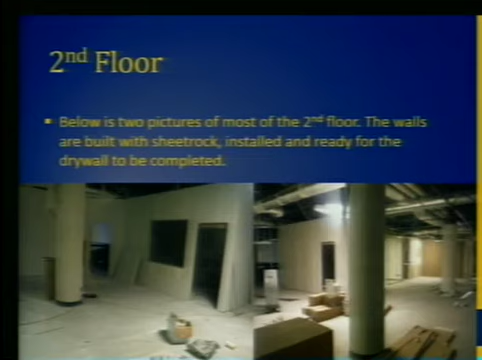 2nd Floor
▪ Below is two pictures of most of the 2nd floor. The walls
are built with sheetrock, installed and ready for the
drywall to be completed.